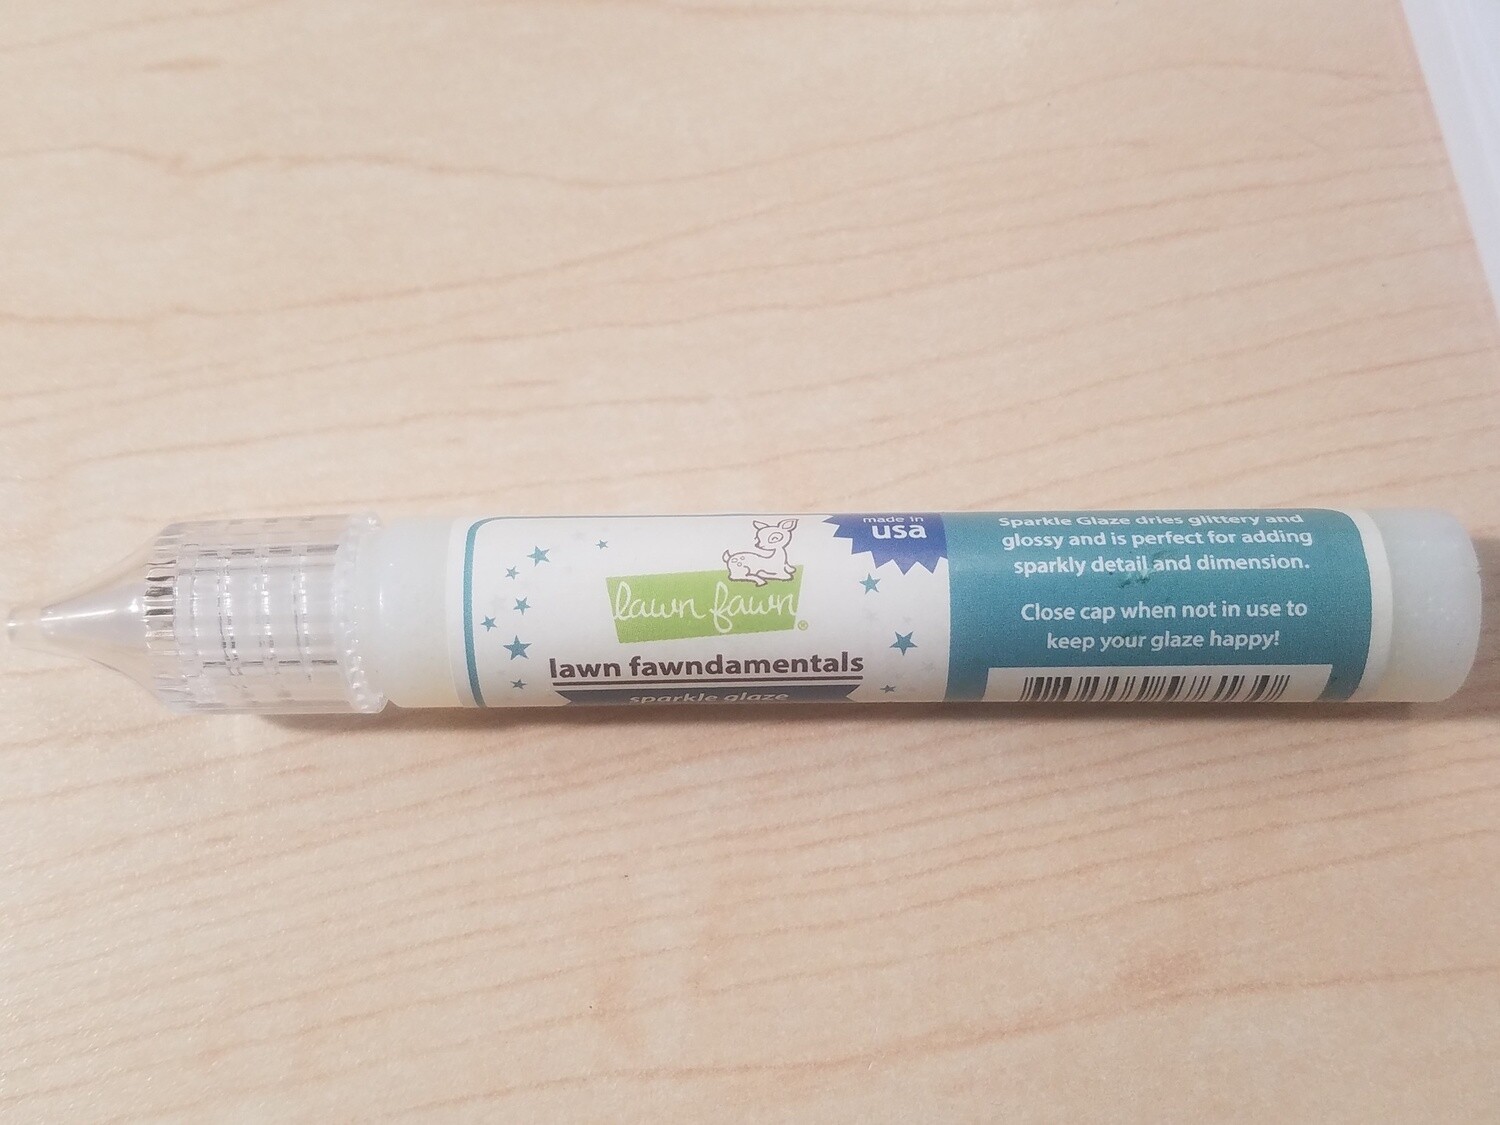 made in
usa
lawn fawn®
lawn fawndamentals
sparkle glaze
Sparkle Glaze dries glittery and
glossy and is perfect for adding
sparkly detail and dimension.
Close cap when not in use to
keep your glaze happy!